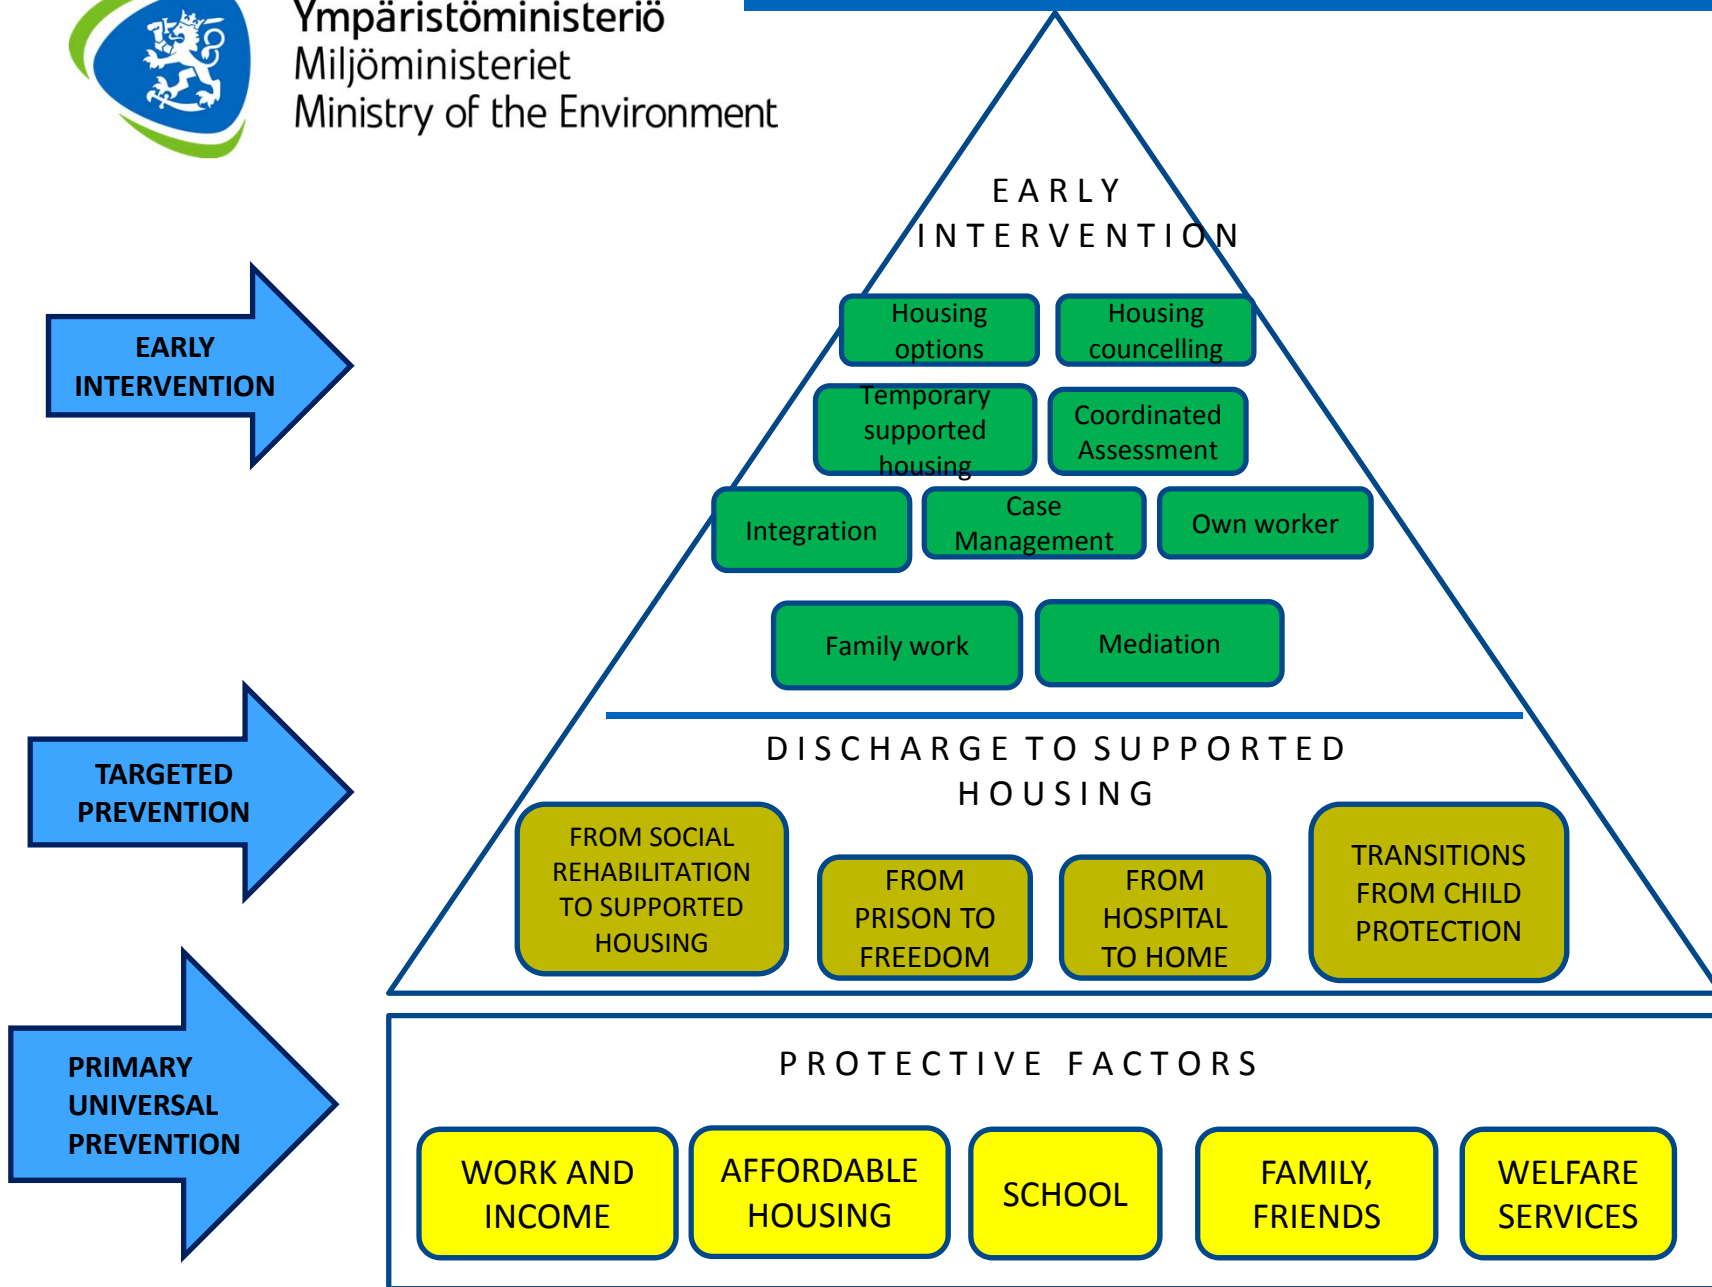 Ympäristöministeriö
Miljöministeriet
Ministry of the Environment
EARLY
INTERVENTION
Housing
options
Housing
councelling
Temporary
supported
housing
Coordinated
Assessment
Integration
Case
Management
Own worker
Family work
Mediation
EARLY
INTERVENTION
DISCHARGE TO SUPPORTED
HOUSING
FROM SOCIAL
REHABILITATION
TO SUPPORTED
HOUSING
FROM
PRISON TO
FREEDOM
FROM
HOSPITAL
TO HOME
TRANSITIONS
FROM CHILD
PROTECTION
TARGETED
PREVENTION
PROTECTIVE FACTORS
WORK AND
INCOME
AFFORDABLE
HOUSING
SCHOOL
FAMILY,
FRIENDS
WELFARE
SERVICES
PRIMARY
UNIVERSAL
PREVENTION